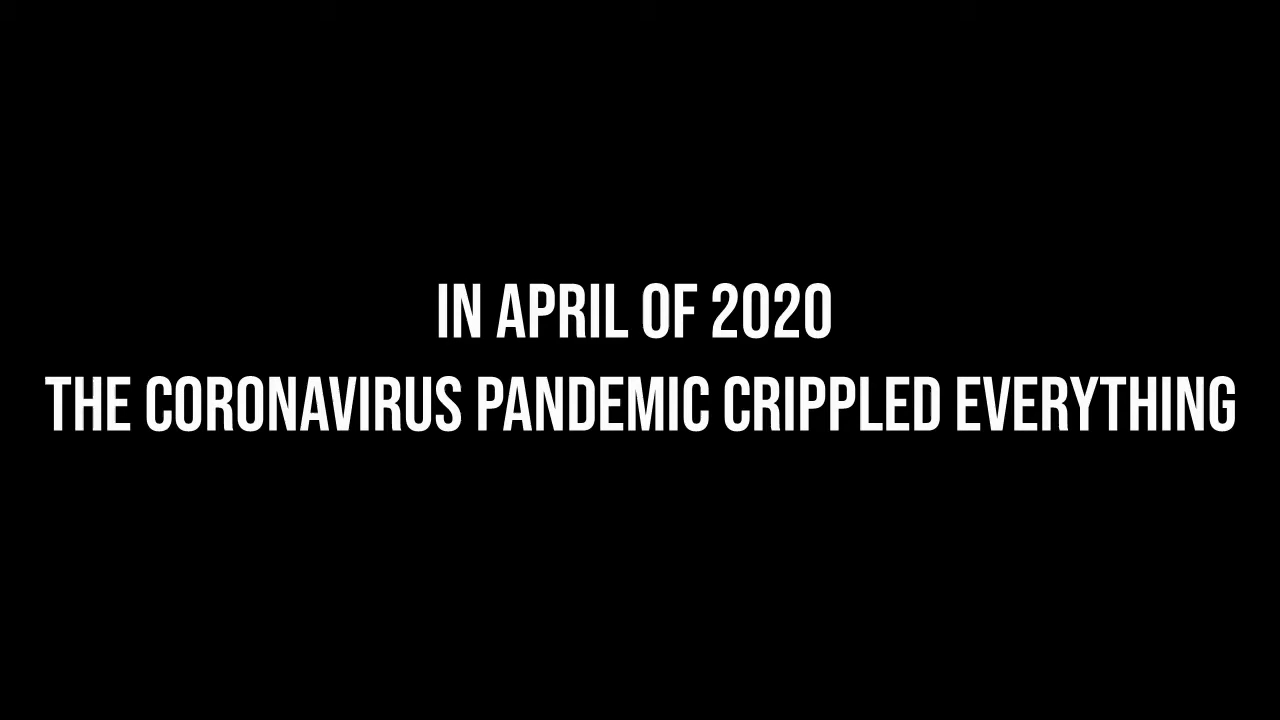 IN APRIL OF 2020
THE CORONAVIRUS PANDEMIC CRIPPLED EVERYTHING